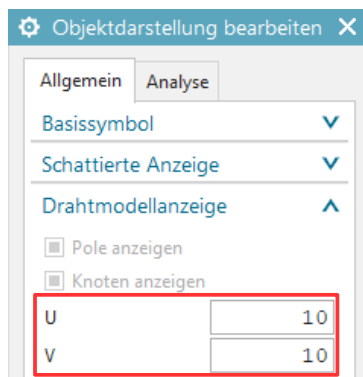 Objektdarstellung bearbeiten
Allgemein Analyse
Basissymbol
Schattierte Anzeige
Drahtmodellanzeige
Pole anzeigen
Knoten anzeigen
U 10
V 10